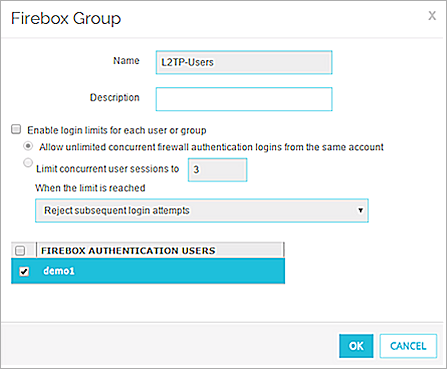 Firebox Group
X
Name L2TP-Users
Description
Enable login limits for each user or group
Allow unlimited concurrent firewall authentication logins from the same account
Limit concurrent user sessions to 3
When the limit is reached
Reject subsequent login attempts
FIREBOX AUTHENTICATION USERS
demo1
OK CANCEL